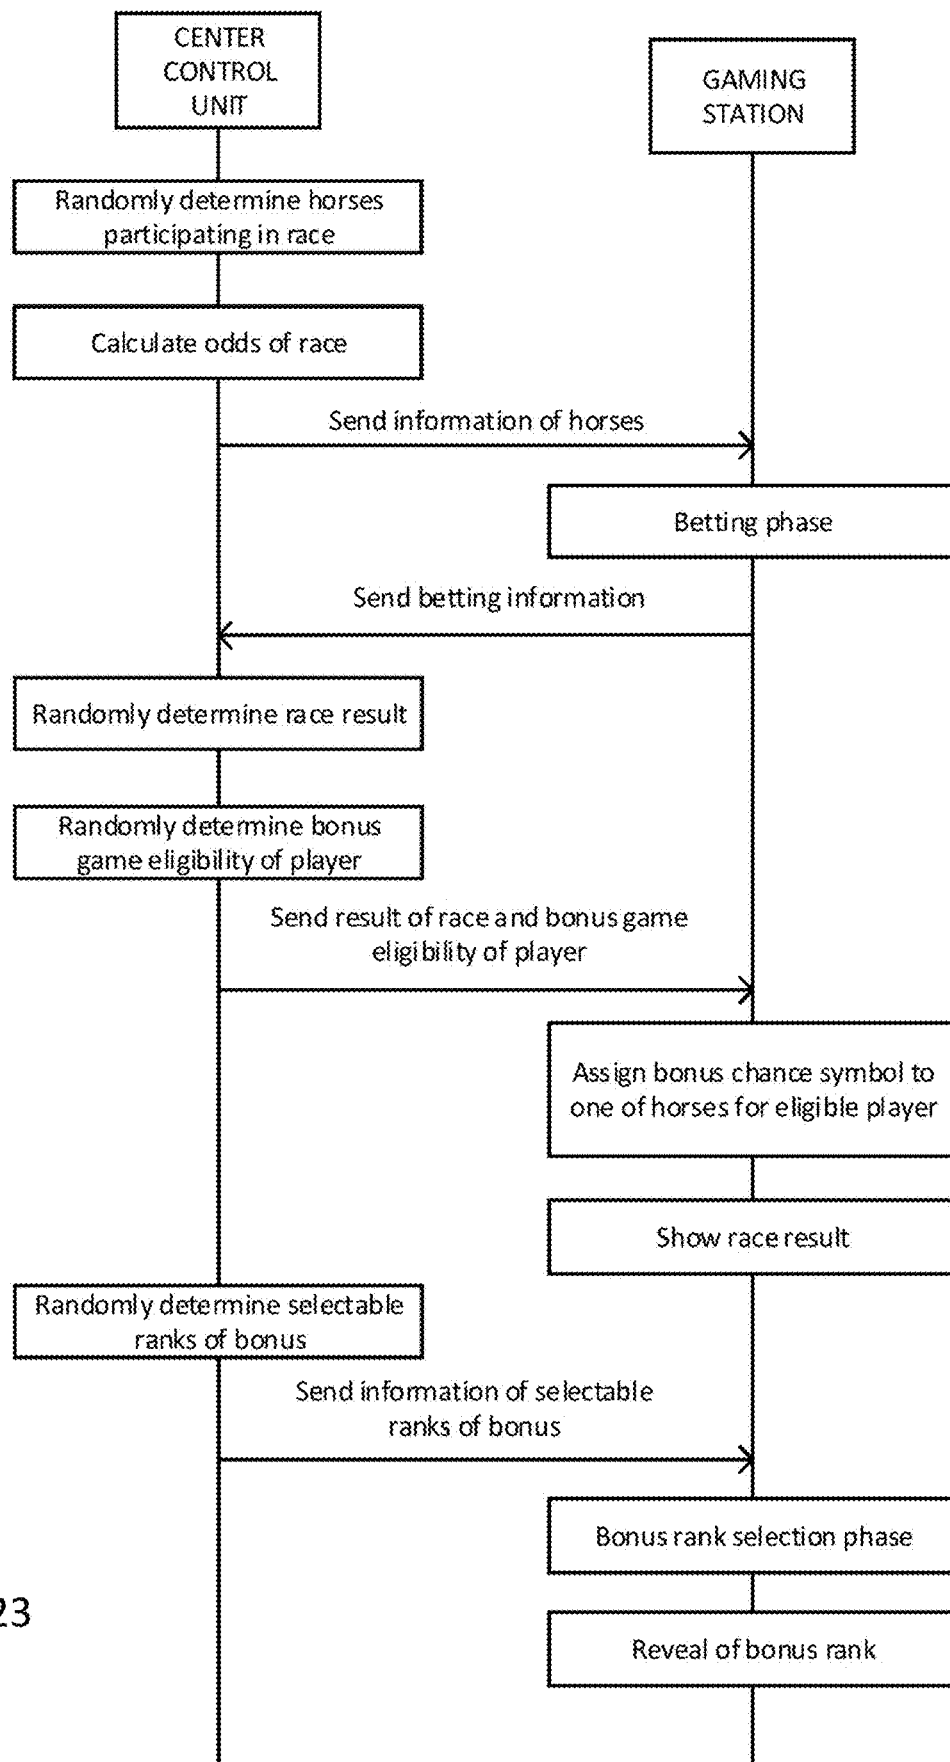 CENTER
CONTROL
UNIT
GAMING
STATION
Randomly determine horses
participating in race
Calculate odds of race
Send information of horses
Betting phase
Send betting information
Randomly determine race result
Randomly determine bonus
game eligibility of player
Send result of race and bonus game
eligibility of player
Assign bonus chance symbol to
one of horses for eligible player
Show race result
Randomly determine selectable
ranks of bonus
Send information of selectable
ranks of bonus
Bonus rank selection phase
23
Reveal of bonus rank